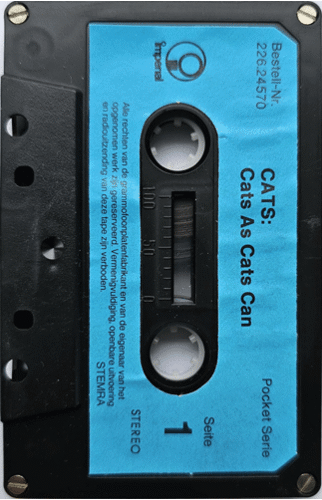 Bestell-Nr.
226.24570
CATS:
Cats As Cats Can
Pocket Serie
imperial
100 50 0
Seite
1
STEREO
Alle rechten van de grammofoonplatenfabrikant en van de eigenaar van het
opgenomen werk zijn gereserveerd. Vermenigvuldiging, openbare uitvoering
en radiouitzending van deze tape zijn verboden.
STEMRA